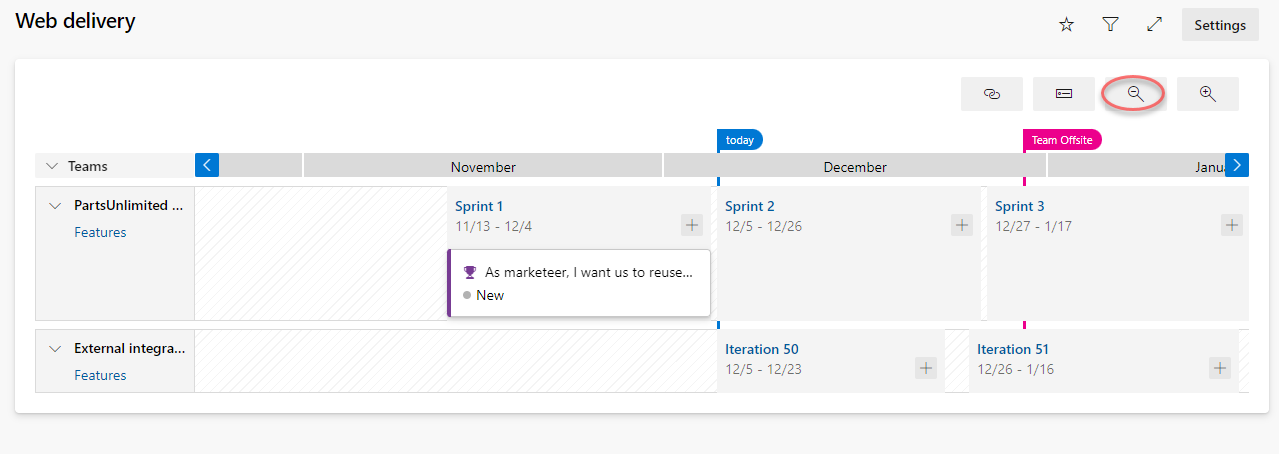 Web delivery
Settings
today
Team Offsite
Teams
November
December
Janu
PartsUnlimited ...
Features
Sprint 1
11/13 - 12/4
Sprint 2
12/5 - 12/26
Sprint 3
12/27 - 1/17
As marketeer, I want us to reuse...
New
External integra...
Features
Iteration 50
12/5 - 12/23
Iteration 51
12/26 - 1/16